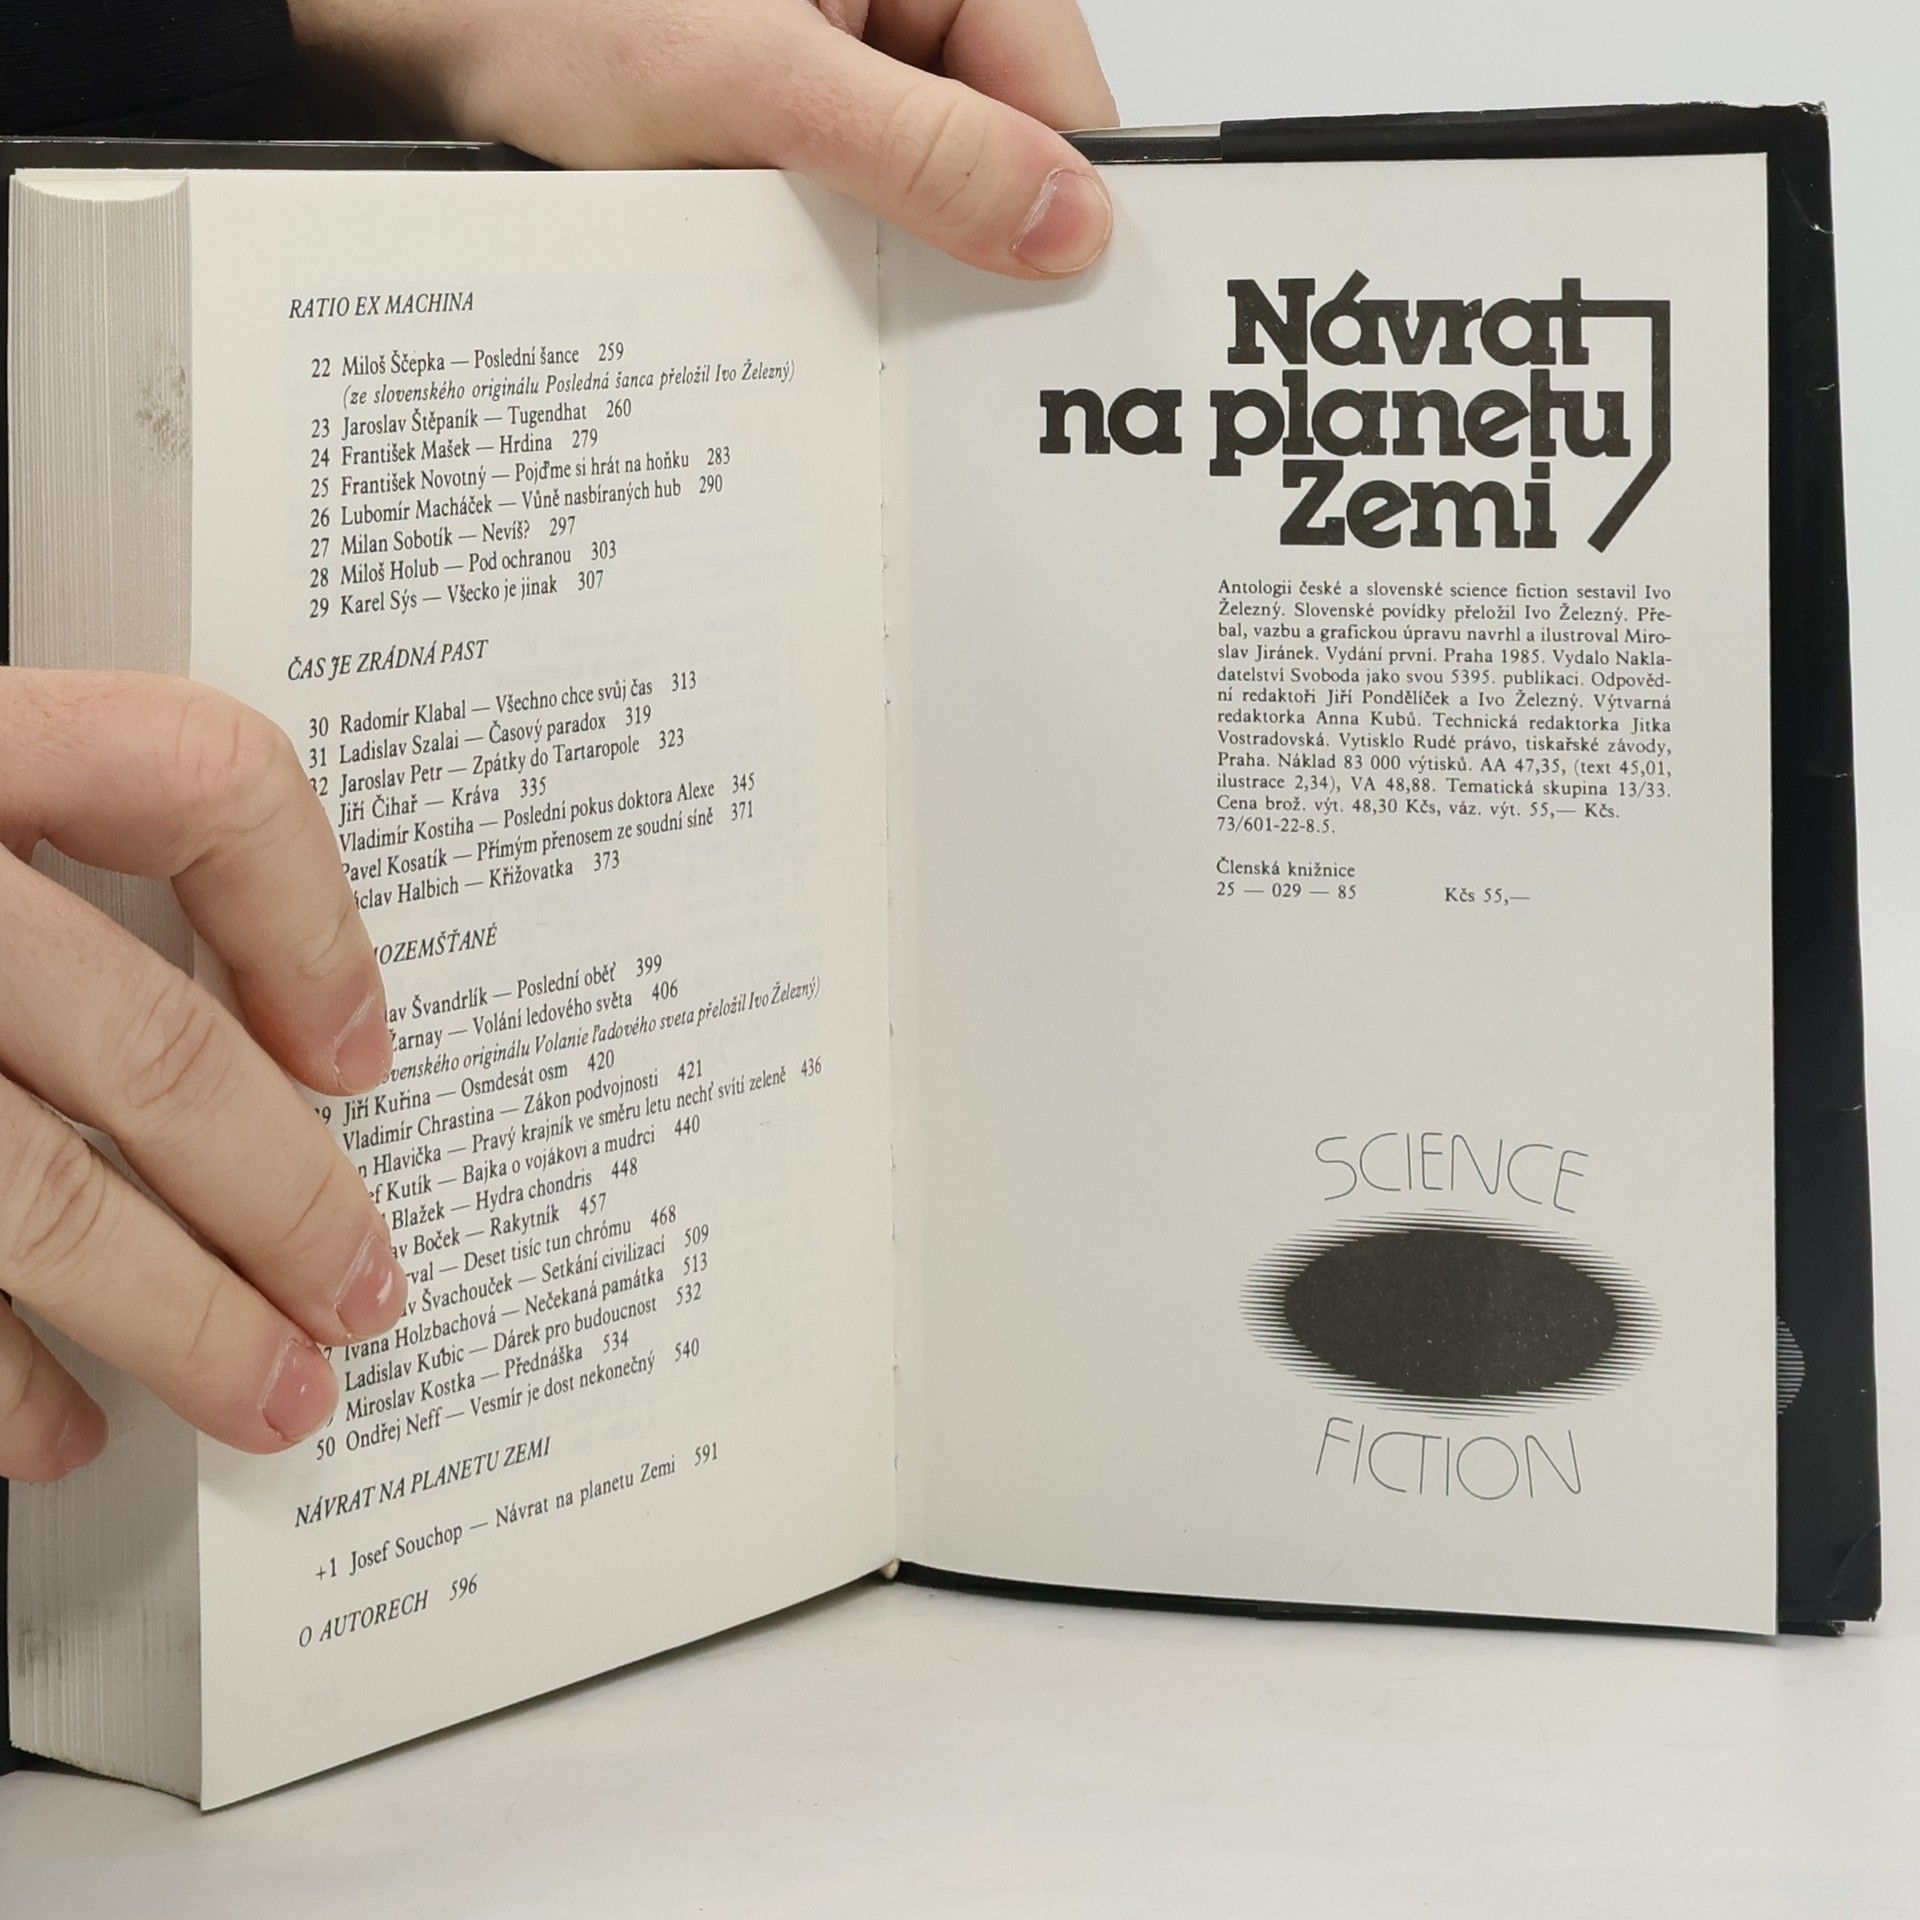 RATIO EX MACHINA
22 Miloš Ščepka — Poslední šance 259
(ze slovenského originálu Posledná šanca přeložil Ivo Železný)
23 Jaroslav Štěpaník — Tugendhat 260
24 František Mašek — Hrdina 279
25 František Novotný — Pojďme si hrát na hoňku 283
26 Lubomír Macháček — Vůně nasbíraných hub 290
27 Milan Sobotík — Nevíš? 297
28 Miloš Holub — Pod ochranou 303
29 Karel Sýs — Všecko je jinak 307
ČAS JE ZRÁDNÁ PAST
30 Radomír Klabal — Všechno chce svůj čas 313
31 Ladislav Szalai — Časový paradox 319
32 Jaroslav Petr — Zpátky do Tartaropole 323
Jiří Čihař — Kráva 335
Vladimír Kostiha — Poslední pokus doktora Alexe 345
Pavel Kosatík — Přímým přenosem ze soudní síně 371
áclav Halbich — Křižovatka 373
OZEMŠŤANÉ
lav Švandrlík — Poslední oběť 399
Žarnay — Volání ledového světa 406
ovenského originálu Volanie ľadového sveta přeložil Ivo Železný)
9 Jiří Kuřina — Osmdesát osm 420
Vladimír Chrastina — Zákon podvojnosti 421
n Hlavička — Pravý krajník ve směru letu nechť svítí zeleně 436
ef Kutík — Bajka o vojákovi a mudrci 440
Blažek — Hydra chondris 448
av Boček — Rakytník 457
rval — Deset tisíc tun chrómu 468
v Švachouček — Setkání civilizací 509
7 Ivana Holzbachová — Nečekaná památka 513
Ladislav Kubic — Dárek pro budoucnost 532
Miroslav Kostka — Přednáška 534
50 Ondřej Neff — Vesmír je dost nekonečný 540
NÁVRAT NA PLANETU ZEMI
+1 Josef Souchop — Návrat na planetu Zemi 591
O AUTORECH 596
Návrat
na planetu
Zemi
Antologii české a slovenské science fiction sestavil Ivo
Železný. Slovenské povídky přeložil Ivo Železný. Pře-
bal, vazbu a grafickou úpravu navrhl a ilustroval Miro-
slav Jiránek. Vydání první. Praha 1985. Vydalo Nakla-
datelství Svoboda jako svou 5395. publikaci. Odpověd-
ní redaktoři Jiří Pondělíček a Ivo Železný. Výtvarná
redaktorka Anna Kubů. Technická redaktorka Jitka
Vostradovská. Vytisklo Rudé právo, tiskařské závody,
Praha. Náklad 83 000 výtisků. AA 47,35, (text 45,01,
ilustrace 2,34), VA 48,88. Tematická skupina 13/33.
Cena brož. výt. 48,30 Kčs, váz. výt. 55,— Kčs.
73/601-22-8.5.
Členská knižnice
25 — 029 — 85 Kčs 55,—
SCIENCE
FICTION